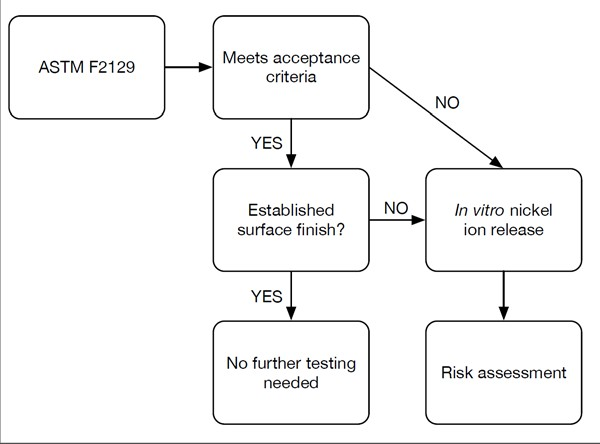 ASTM F2129
Meets acceptance
criteria
NO
YES
Established
surface finish?
NO
In vitro nickel
ion release
YES
No further testing
needed
Risk assessment